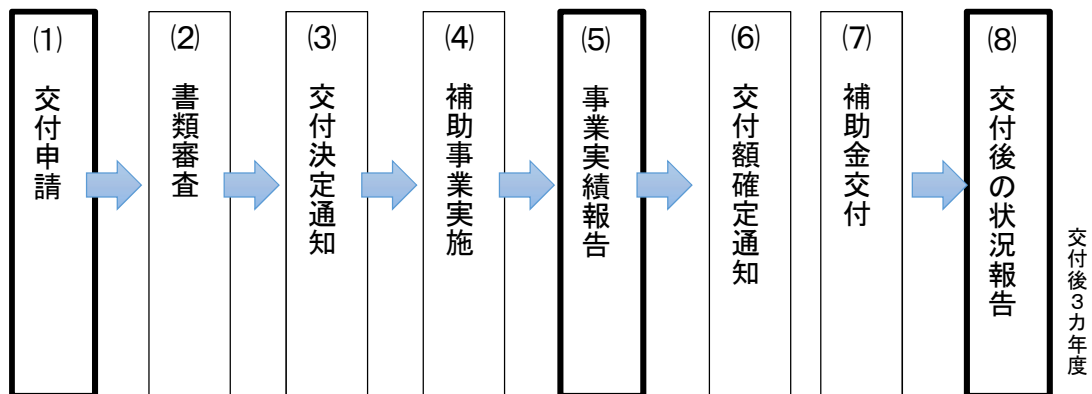 ⑴
交付申請
⑵
書類審査
⑶
交付決定通知
⑷
補助事業実施
⑸
事業実績報告
⑹
交付額確定通知
⑺
補助金交付
⑻
交付後の状況報告
交付後３カ年度